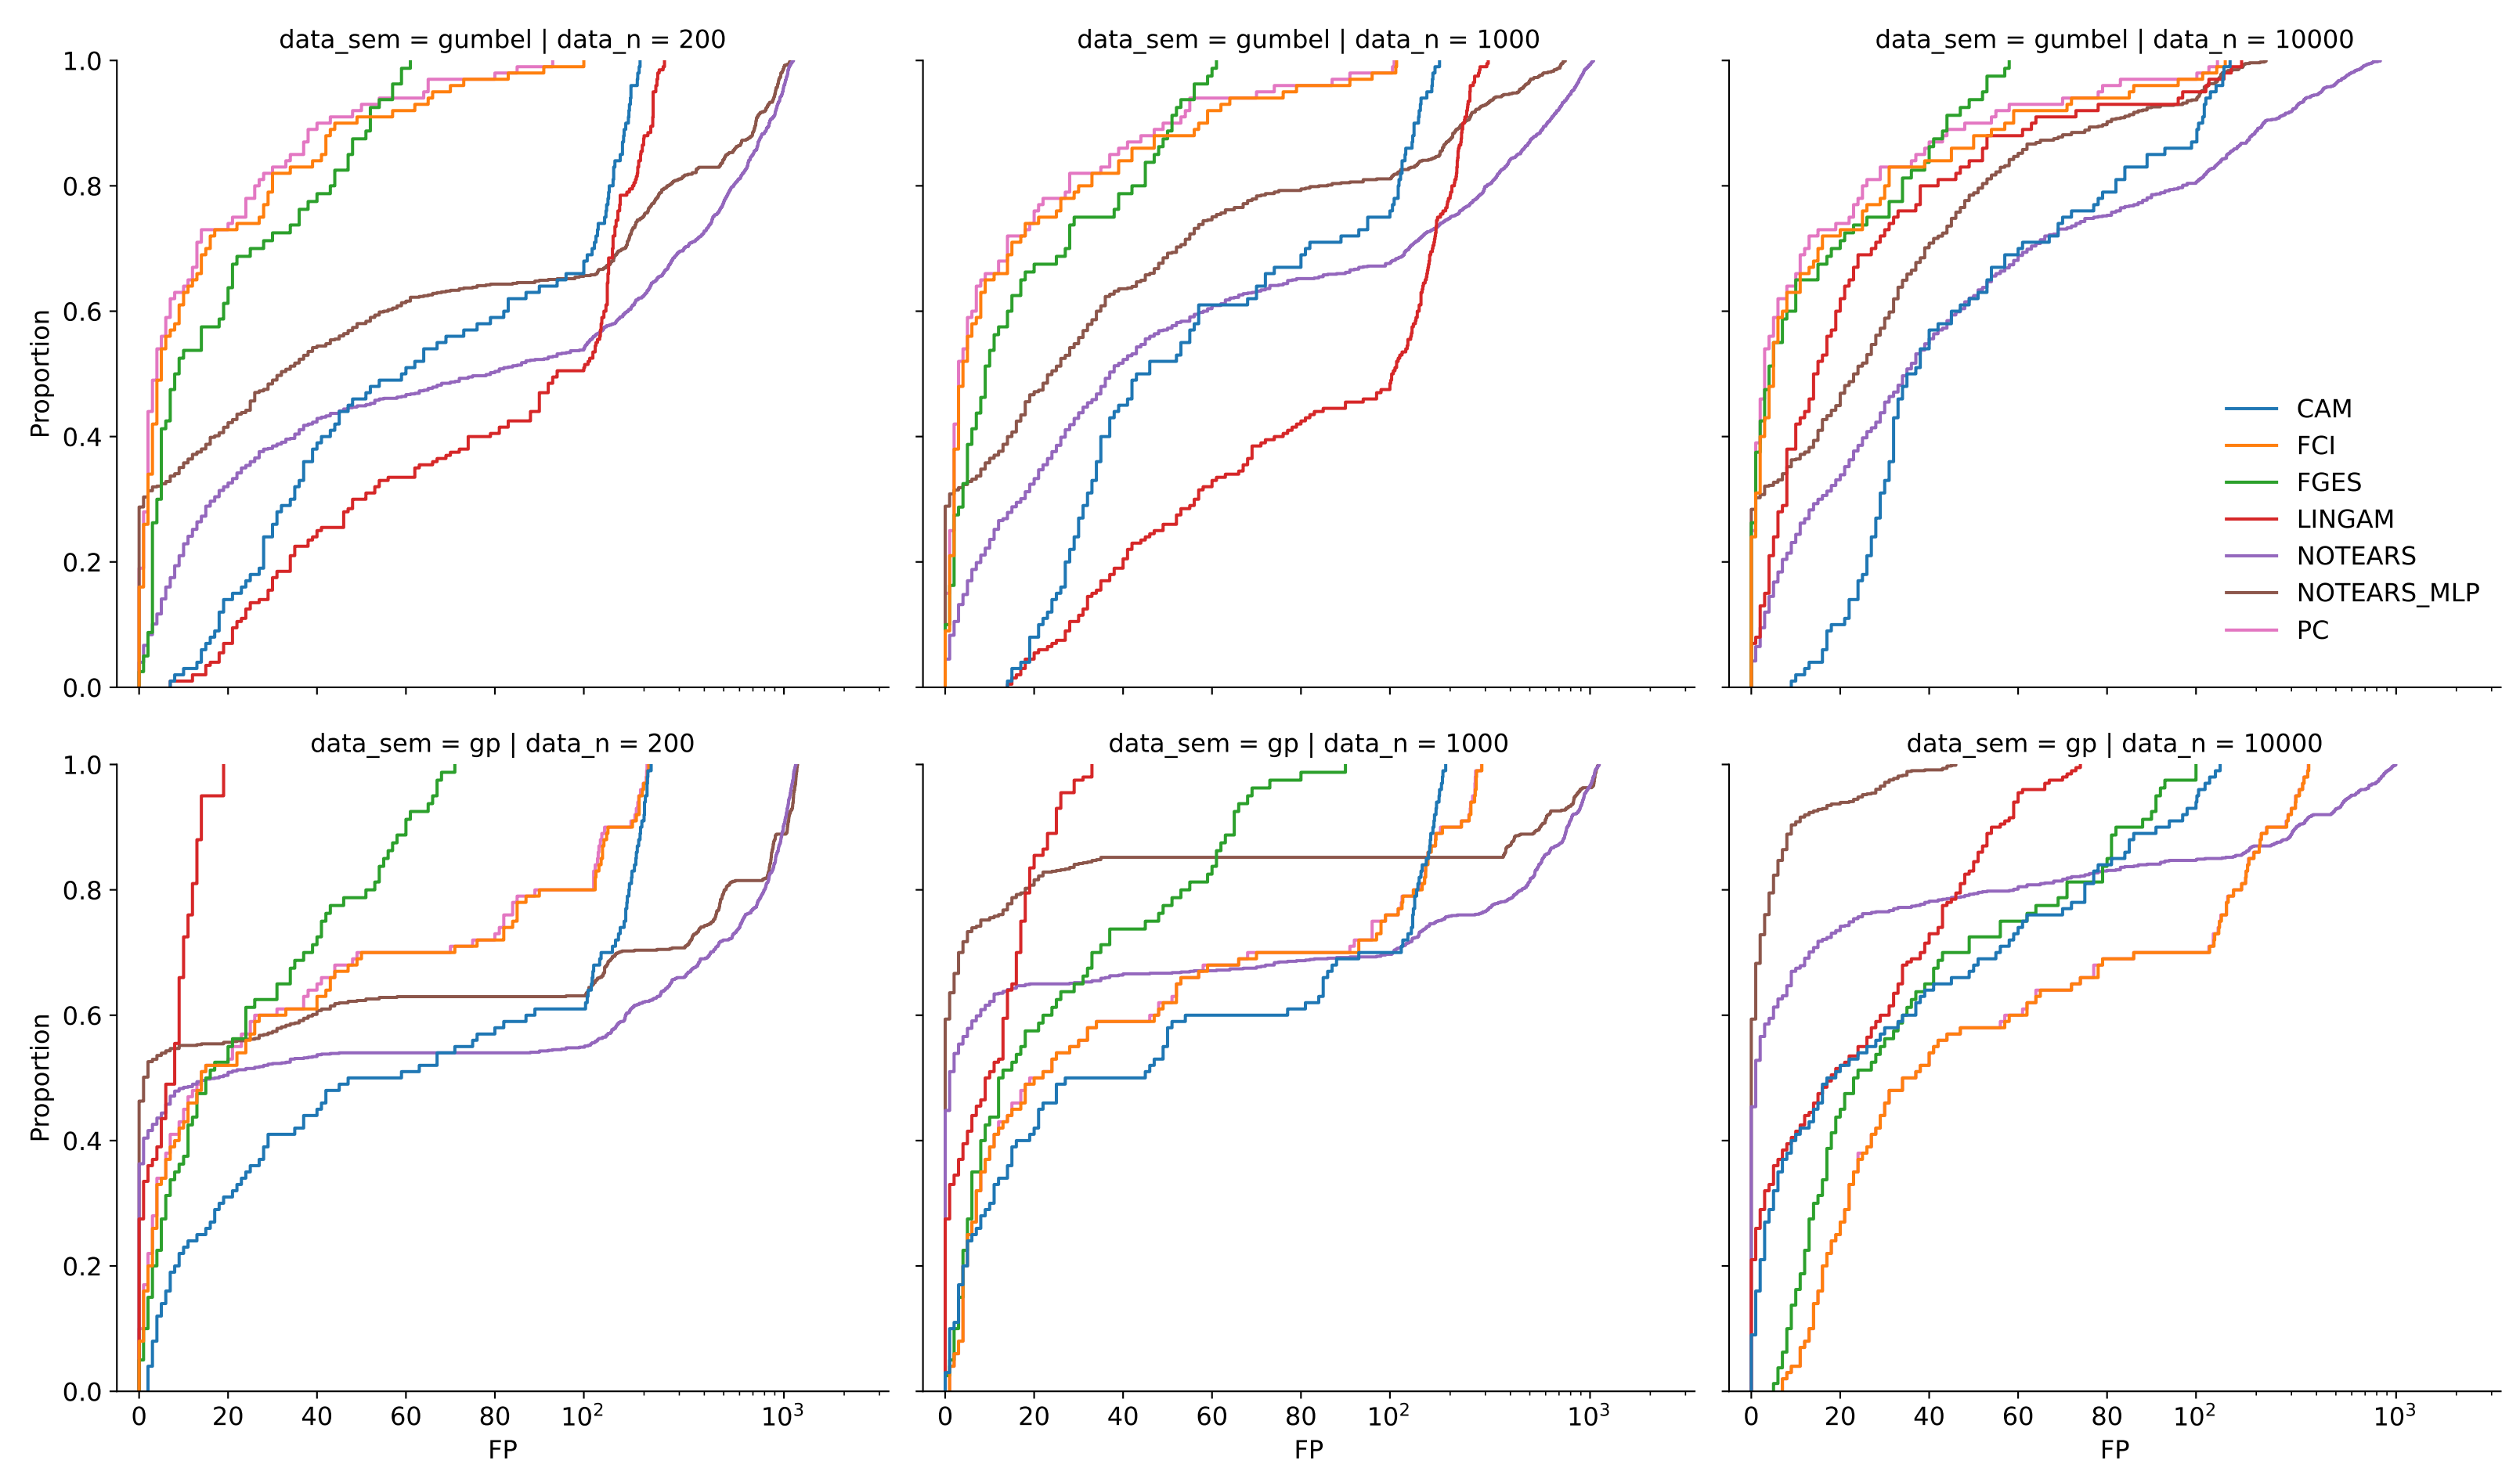 data_sem = gumbel | data_n = 200
data_sem = gumbel | data_n = 1000
data_sem = gumbel | data_n = 10000
1.0
0.8
0.6
0.4
0.2
0.0
Proportion
CAM
FCI
FGES
LINGAM
NOTEARS
NOTEARS_MLP
PC
data_sem = gp | data_n = 200
data_sem = gp | data_n = 1000
data_sem = gp | data_n = 10000
1.0
0.8
0.6
0.4
0.2
0.0
Proportion
0 20 40 60 80 10² 10³
0 20 40 60 80 10² 10³
0 20 40 60 80 10² 10³
FP
FP
FP